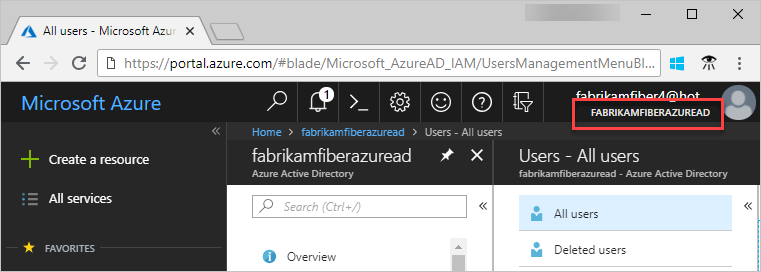 All users - Microsoft Azur
https://portal.azure.com/#blade/Microsoft_AzureAD_IAM/UsersManagementMenuBl...
Microsoft Azure
1
fabrikamfiber4@hot
FABRIKAMFIBERAZUREAD
Home > fabrikamfiberazuread > Users - All users
Create a resource
All services
FAVORITES
fabrikamfiberazuread
Azure Active Directory
Search (Ctrl+/)
Overview
Users - All users
fabrikamfiberazuread - Azure Active Directory
All users
Deleted users